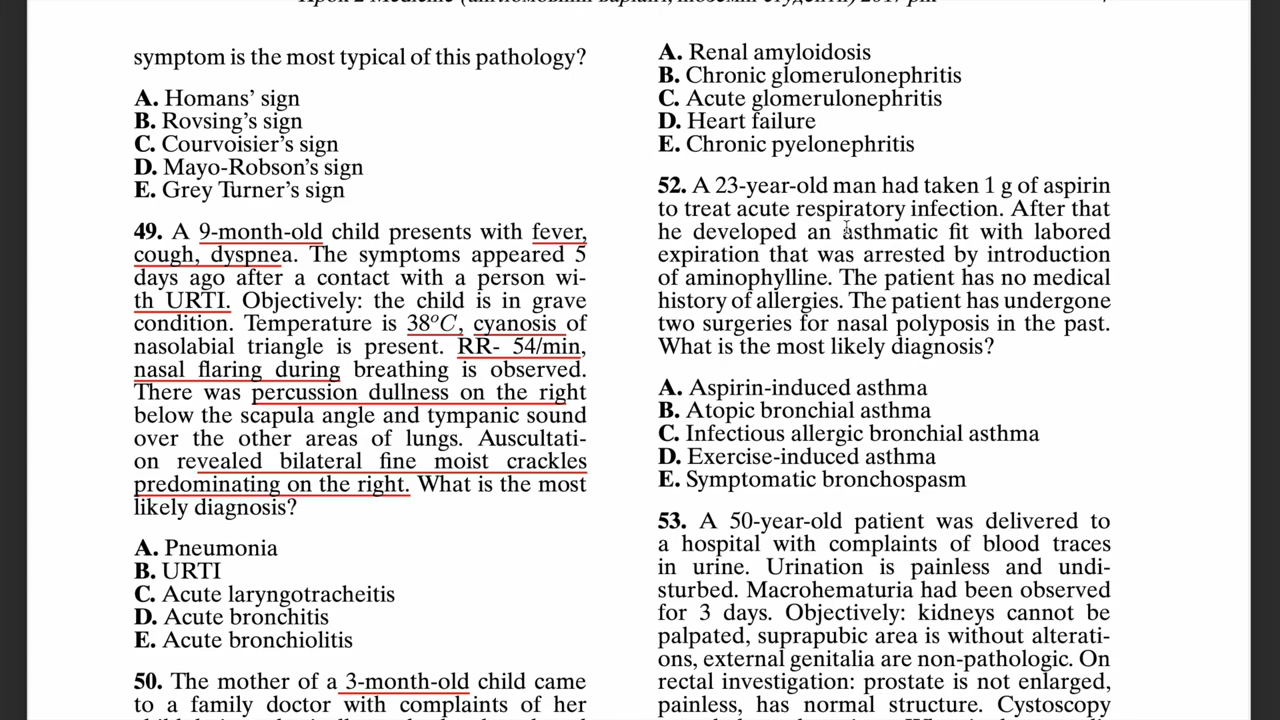 symptom is the most typical of this pathology?
A. Homans’ sign
B. Rovsing’s sign
C. Courvoisier’s sign
D. Mayo-Robson’s sign
E. Grey Turner’s sign
49. A 9-month-old child presents with fever,
cough, dyspnea. The symptoms appeared 5
days ago after a contact with a person wi-
th URTI. Objectively: the child is in grave
condition. Temperature is 38°C, cyanosis of
nasolabial triangle is present. RR- 54/min,
nasal flaring during breathing is observed.
There was percussion dullness on the right
below the scapula angle and tympanic sound
over the other areas of lungs. Auscultati-
on revealed bilateral fine moist crackles
predominating on the right. What is the most
likely diagnosis?
A. Pneumonia
B. URTI
C. Acute laryngotracheitis
D. Acute bronchitis
E. Acute bronchiolitis
50. The mother of a 3-month-old child came
to a family doctor with complaints of her
A. Renal amyloidosis
B. Chronic glomerulonephritis
C. Acute glomerulonephritis
D. Heart failure
E. Chronic pyelonephritis
52. A 23-year-old man had taken 1 g of aspirin
to treat acute respiratory infection. After that
he developed an asthmatic fit with labored
expiration that was arrested by introduction
of aminophylline. The patient has no medical
history of allergies. The patient has undergone
two surgeries for nasal polyposis in the past.
What is the most likely diagnosis?
A. Aspirin-induced asthma
B. Atopic bronchial asthma
C. Infectious allergic bronchial asthma
D. Exercise-induced asthma
E. Symptomatic bronchospasm
53. A 50-year-old patient was delivered to
a hospital with complaints of blood traces
in urine. Urination is painless and undi-
sturbed. Macrohematuria had been observed
for 3 days. Objectively: kidneys cannot be
palpated, suprapubic area is without alterati-
ons, external genitalia are non-pathologic. On
rectal investigation: prostate is not enlarged,
painless, has normal structure. Cystoscopy